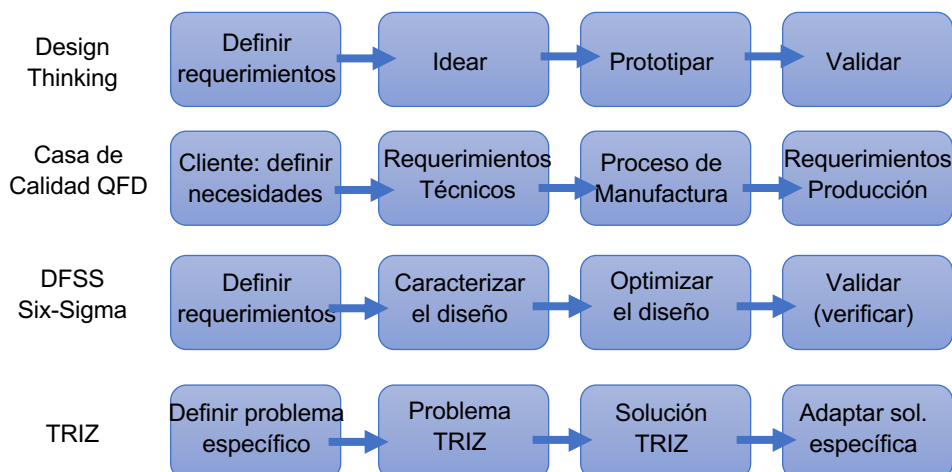 Design
Thinking
Definir
requerimientos
Idear
Prototipar
Validar
Casa de
Calidad QFD
Cliente: definir
necesidades
Requerimientos
Técnicos
Proceso de
Manufactura
Requerimientos
Producción
DFSS
Six-Sigma
Definir
requerimientos
Caracterizar
el diseño
Optimizar
el diseño
Validar
(verificar)
TRIZ
Definir problema
específico
Problema
TRIZ
Solución
TRIZ
Adaptar sol.
específica